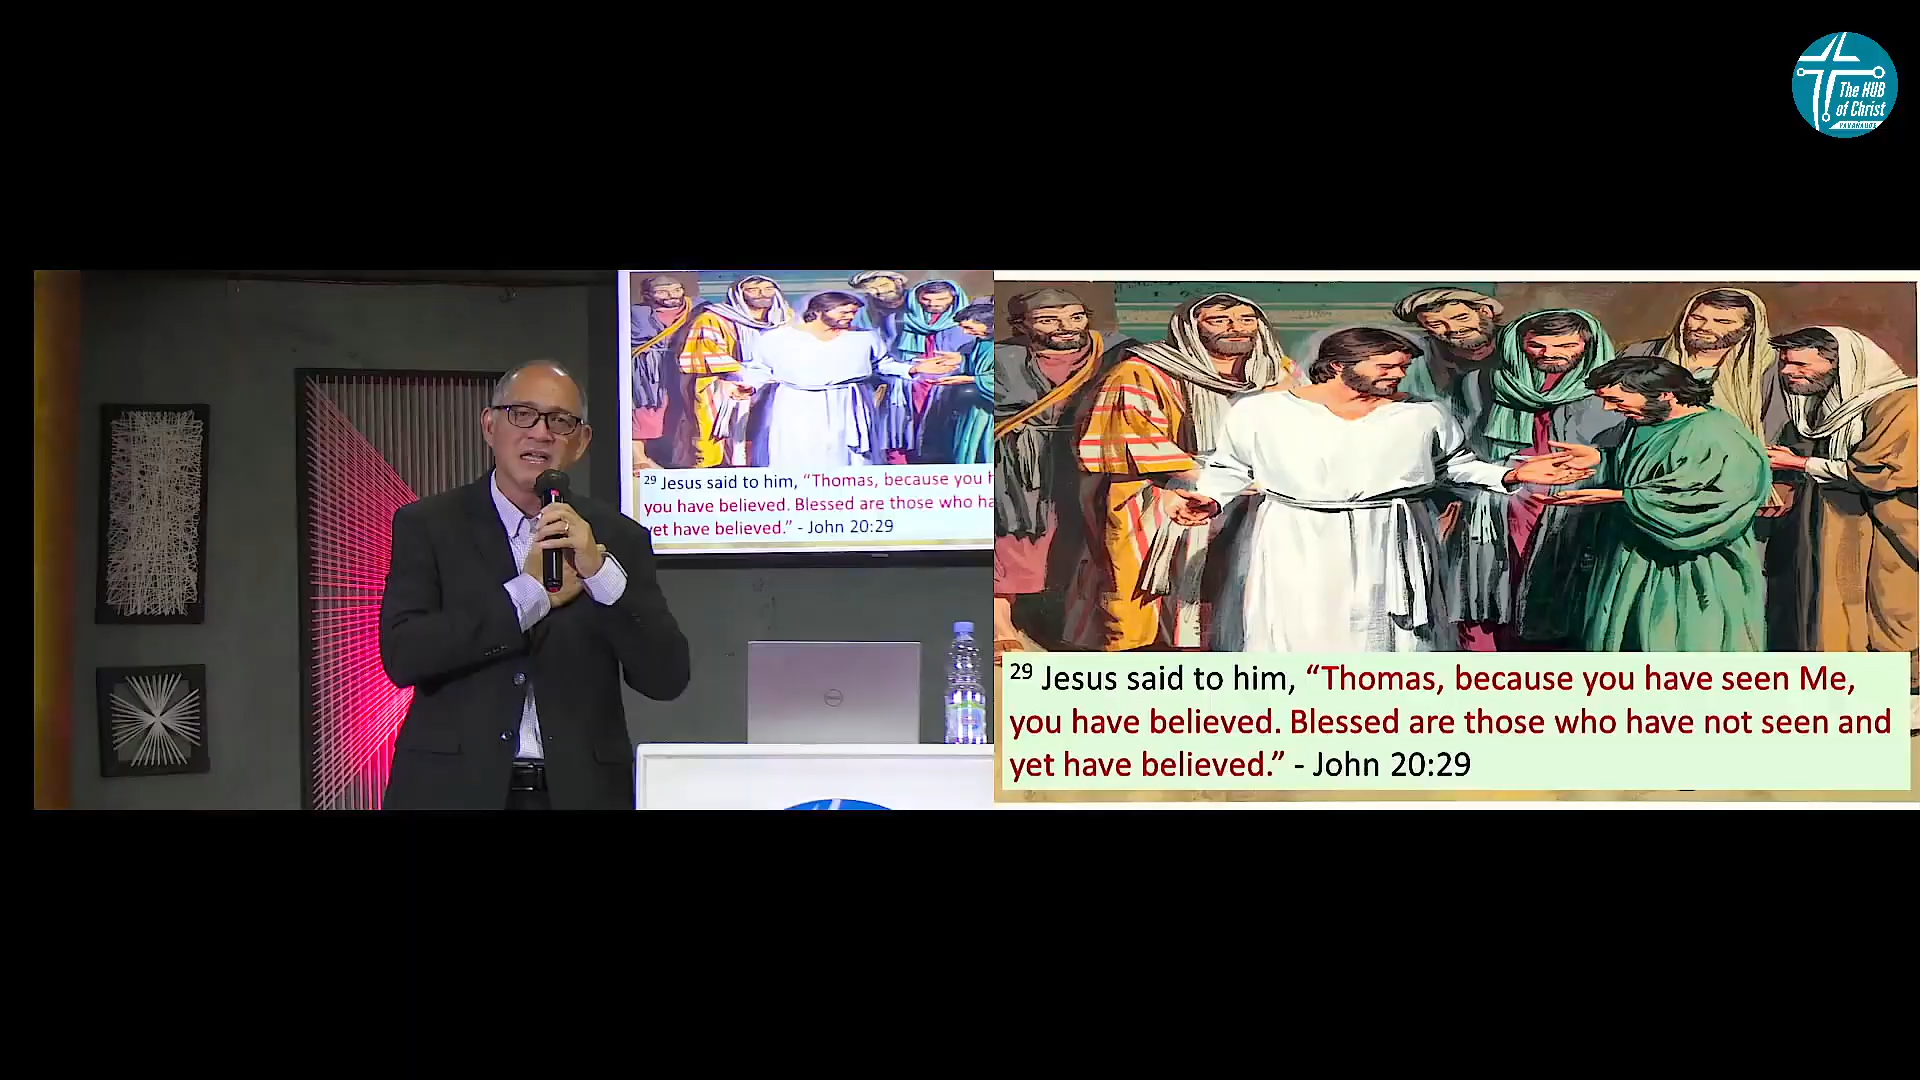 The HUB
of Christ
29 Jesus said to him, “Thomas, because you h
you have believed. Blessed are those who ha
yet have believed.” - John 20:29
DELL
29 Jesus said to him, “Thomas, because you have seen Me,
you have believed. Blessed are those who have not seen and
yet have believed.” - John 20:29